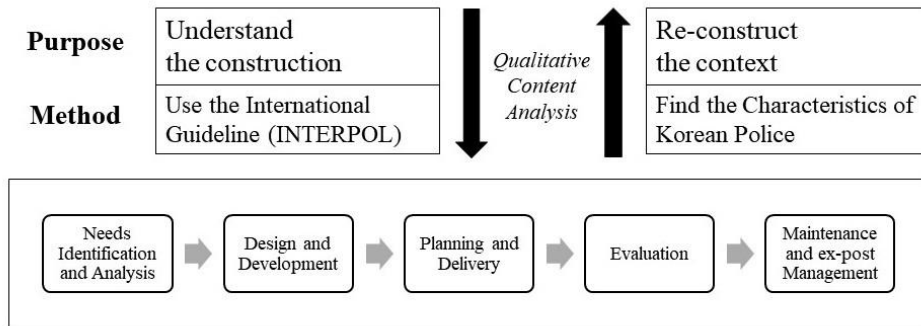 Purpose
Understand
the construction
Method
Use the International
Guideline (INTERPOL)
Qualitative
Content
Analysis
Re-construct
the context
Find the Characteristics of
Korean Police
Needs
Identification
and Analysis
Design and
Development
Planning and
Delivery
Evaluation
Maintenance
and ex-post
Management